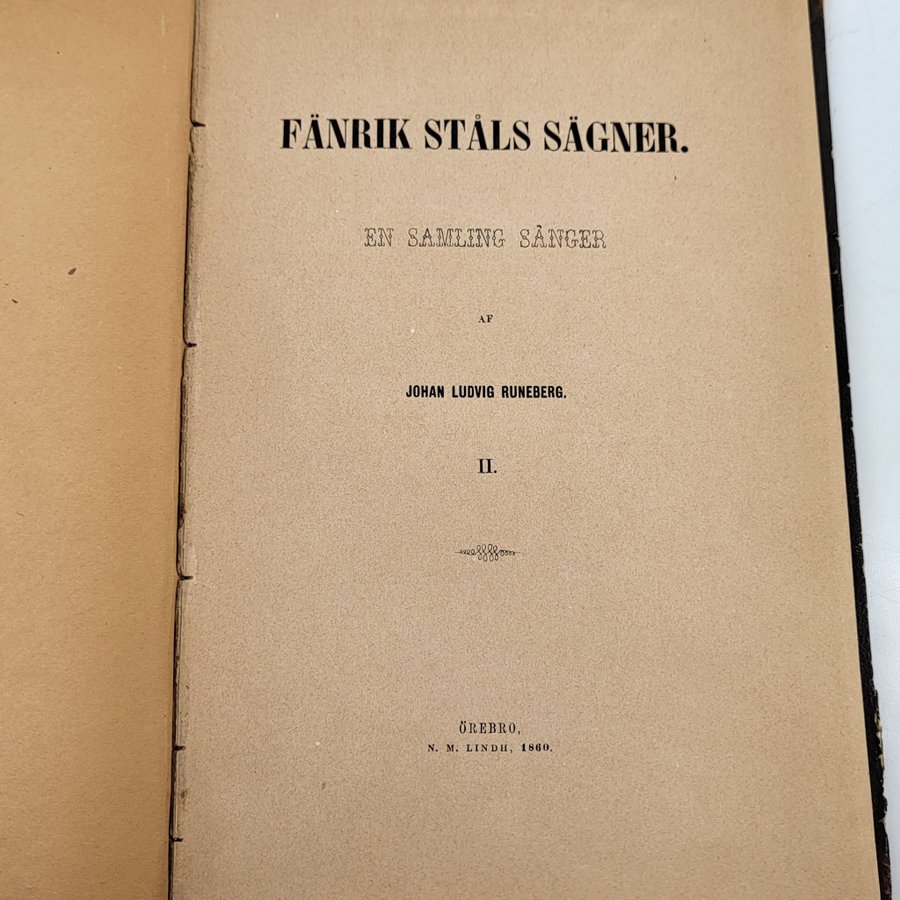 FÄNRIK STÅLS SÄGNER.
EN SAMLING SÅNGER
AF
JOHAN LUDVIG RUNEBERG.
II.
ÖREBRO,
N. M. LINDH, 1860.